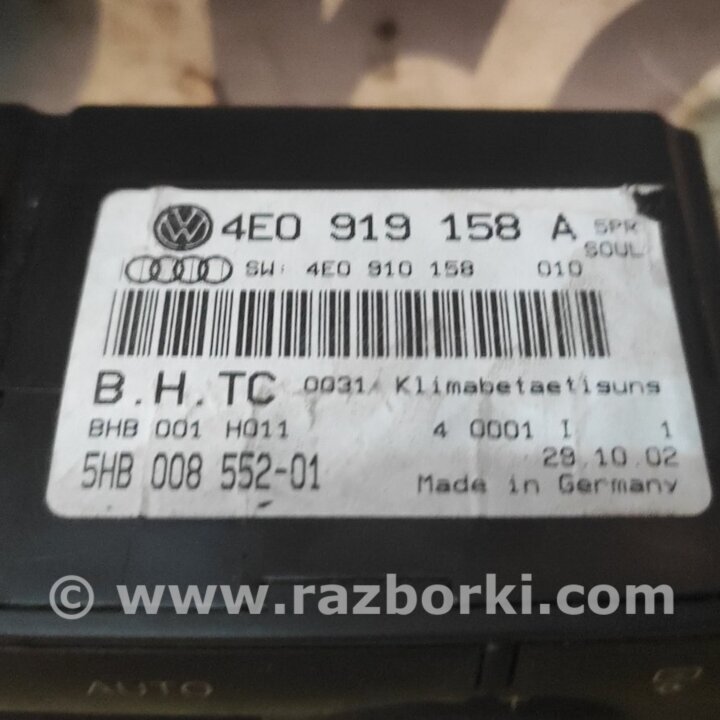 4E0 919 158 A 5PR
SOUL
SW: 4E0 910 158 010
B.H.TC 0031 Klimabetaetisuns
BHB 001 H011 4 0001 I 1
29.10.02
5HB 008 552-01 Made in Germany
© www.razborki.com
AUTO